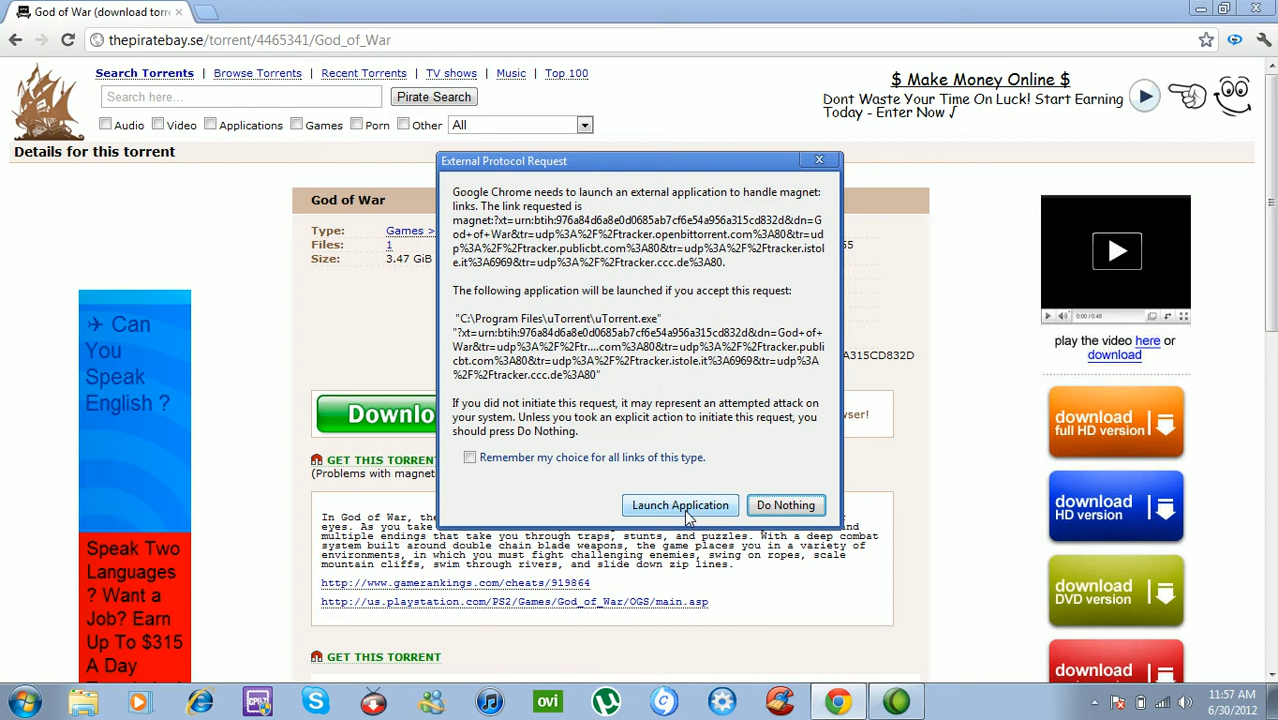 God of War (download torr
thepiratebay.se/torrent/4465341/God_of_War
Search Torrents | Browse Torrents | Recent Torrents | TV shows | Music | Top 100
Search here...
Pirate Search
Audio Video Applications Games Porn Other All
$ Make Money Online $
Dont Waste Your Time On Luck! Start Earning
Today - Enter Now √
Details for this torrent
God of War
Type: Games >
Files: 1
Size: 3.47 GiB
55
A315CD832D
External Protocol Request
Google Chrome needs to launch an external application to handle magnet:
links. The link requested is
magnet:?xt=urn:btih:976a84d6a8e0d0685ab7cf6e54a956a315cd832d&dn=G
od+of+War&tr=udp%3A%2F%2Ftracker.openbittorrent.com%3A80&tr=ud
p%3A%2F%2Ftracker.publicbt.com%3A80&tr=udp%3A%2F%2Ftracker.istol
e.it%3A6969&tr=udp%3A%2F%2Ftracker.ccc.de%3A80.
The following application will be launched if you accept this request:
"C:\Program Files\uTorrent\uTorrent.exe"
"?xt=urn:btih:976a84d6a8e0d0685ab7cf6e54a956a315cd832d&dn=God+of+
War&tr=udp%3A%2F%2Ftr....com%3A80&tr=udp%3A%2F%2Ftracker.publi
cbt.com%3A80&tr=udp%3A%2F%2Ftracker.istole.it%3A6969&tr=udp%3A
%2F%2Ftracker.ccc.de%3A80"
If you did not initiate this request, it may represent an attempted attack on
your system. Unless you took an explicit action to initiate this request, you
should press Do Nothing.
Remember my choice for all links of this type.
Launch Application
Do Nothing
Downlo
wser!
GET THIS TORREN
(Problems with magnet
In God of War, the
eyes. As you take
multiple endings that take you through traps, stunts, and puzzles. With a deep combat
system built around double chain blade weapons, the game places you in a variety of
enviroments, in which you must fight challenging enemies, swing on ropes, scale
mountain cliffs, swim through rivers, and slide down zip lines.
http://www.gamerankings.com/cheats/919864
http://us.playstation.com/PS2/Games/God_of_War/OGS/main.asp
GET THIS TORRENT
✈ Can
You
Speak
English ?
Speak Two
Languages
? Want a
Job? Earn
Up To $315
A Day
0:00 / 0:46
play the video here or
download
download
full HD version
download
HD version
download
DVD version
download
ovi
11:57 AM
6/30/2012